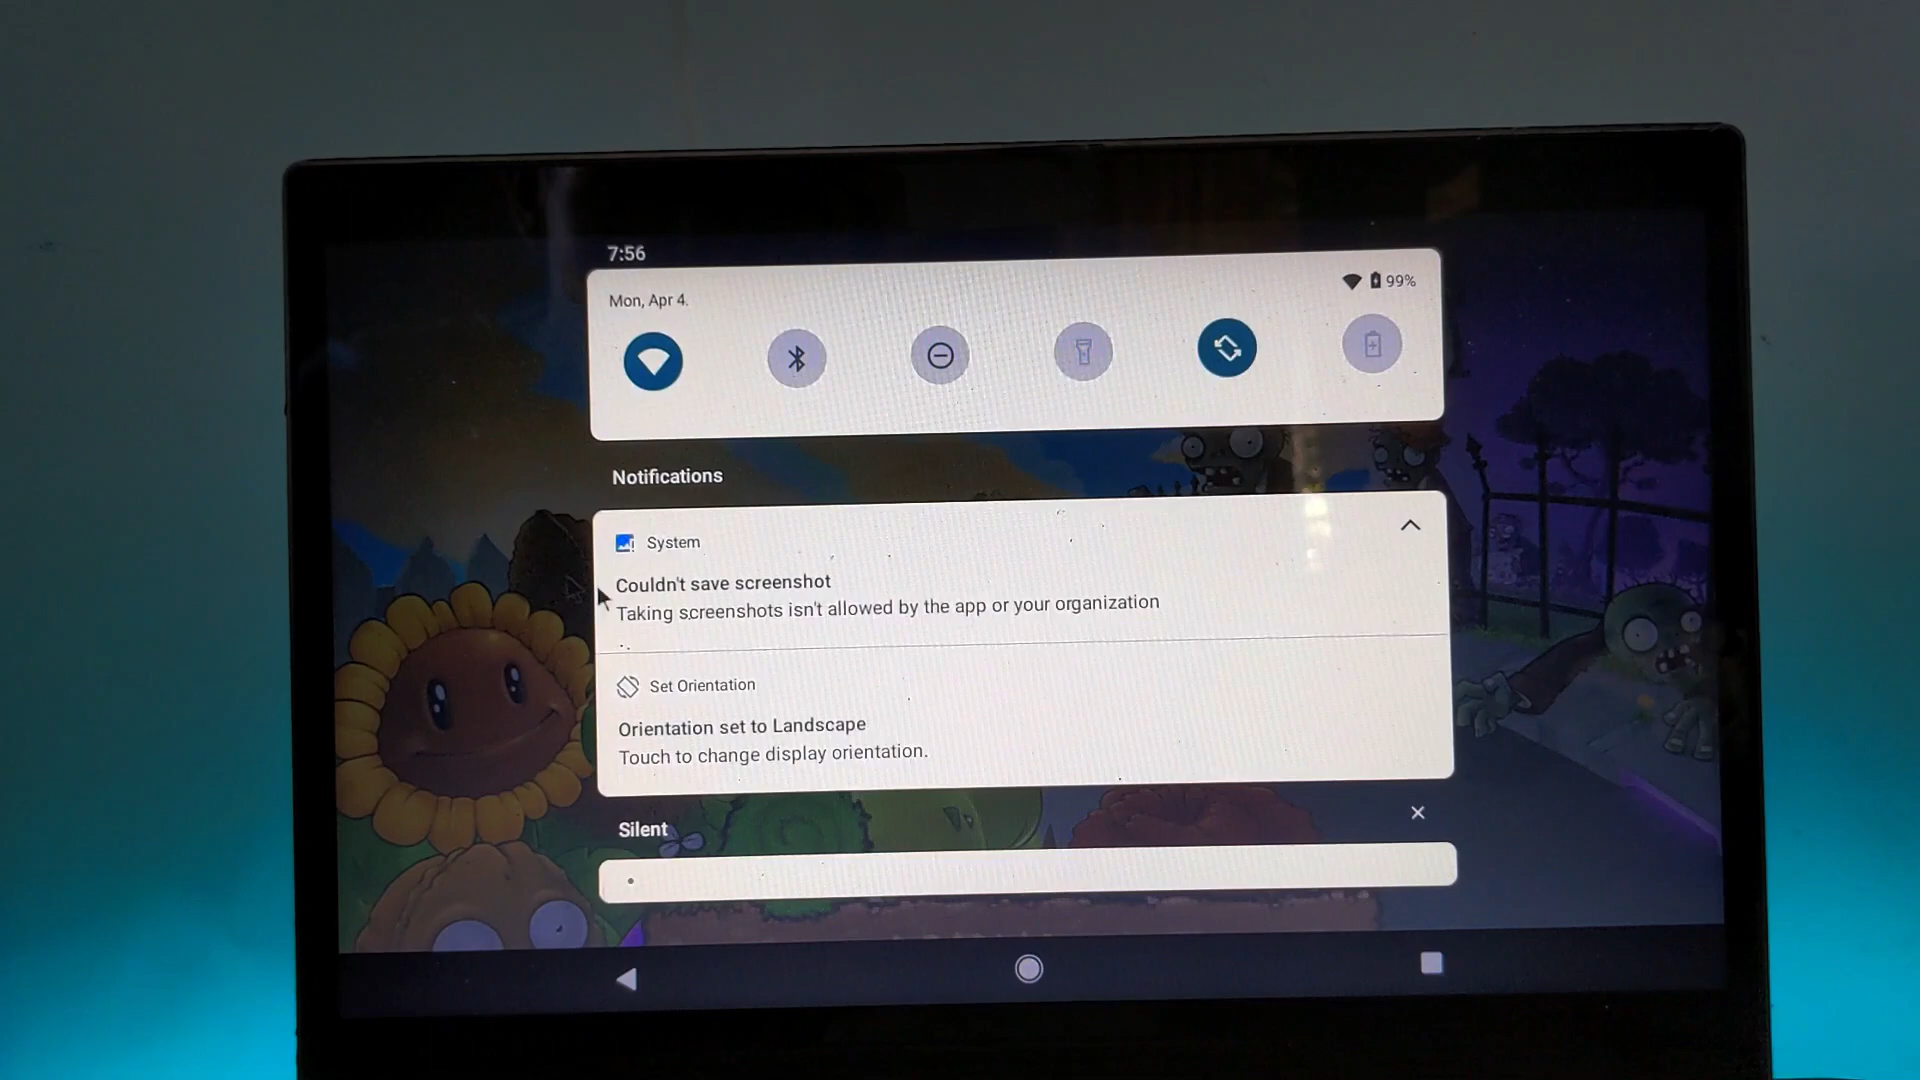 7:56
Mon, Apr 4.
99%
Notifications
System
Couldn't save screenshot
Taking screenshots isn't allowed by the app or your organization
Set Orientation
Orientation set to Landscape
Touch to change display orientation.
Silent